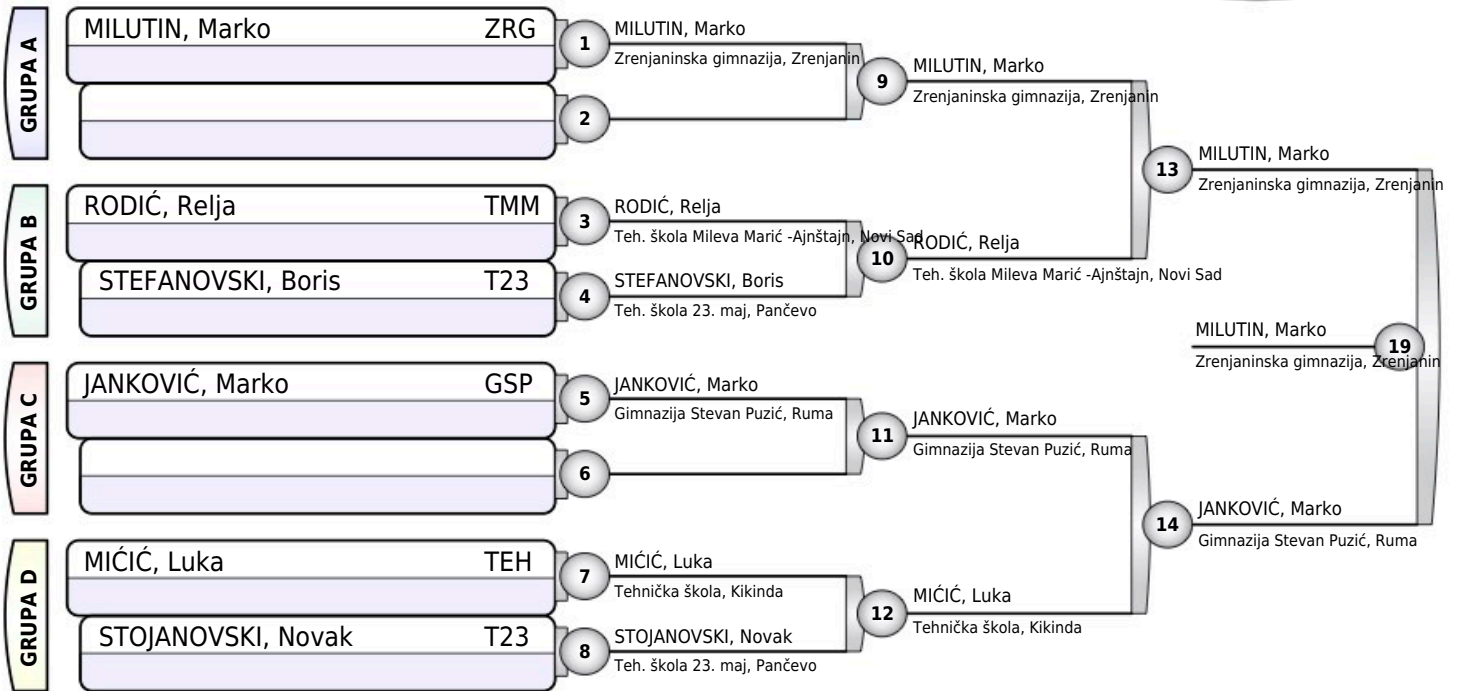 GRUPA A
MILUTIN, Marko ZRG
1
2
GRUPA B
RODIĆ, Relja TMM
3
STEFANOVSKI, Boris T23
4
GRUPA C
JANKOVIĆ, Marko GSP
5
6
GRUPA D
MIĆIĆ, Luka TEH
7
STOJANOVSKI, Novak T23
8
MILUTIN, Marko
Zrenjaninska gimnazija, Zrenjanin
RODIĆ, Relja
Teh. škola Mileva Marić -Ajnštajn, Novi Sad
STEFANOVSKI, Boris
Teh. škola 23. maj, Pančevo
JANKOVIĆ, Marko
Gimnazija Stevan Puzić, Ruma
MIĆIĆ, Luka
Tehnička škola, Kikinda
STOJANOVSKI, Novak
Teh. škola 23. maj, Pančevo
9
MILUTIN, Marko
Zrenjaninska gimnazija, Zrenjanin
10
RODIĆ, Relja
Teh. škola Mileva Marić -Ajnštajn, Novi Sad
11
JANKOVIĆ, Marko
Gimnazija Stevan Puzić, Ruma
12
MIĆIĆ, Luka
Tehnička škola, Kikinda
13
MILUTIN, Marko
Zrenjaninska gimnazija, Zrenjanin
14
JANKOVIĆ, Marko
Gimnazija Stevan Puzić, Ruma
MILUTIN, Marko
19
Zrenjaninska gimnazija, Zrenjanin